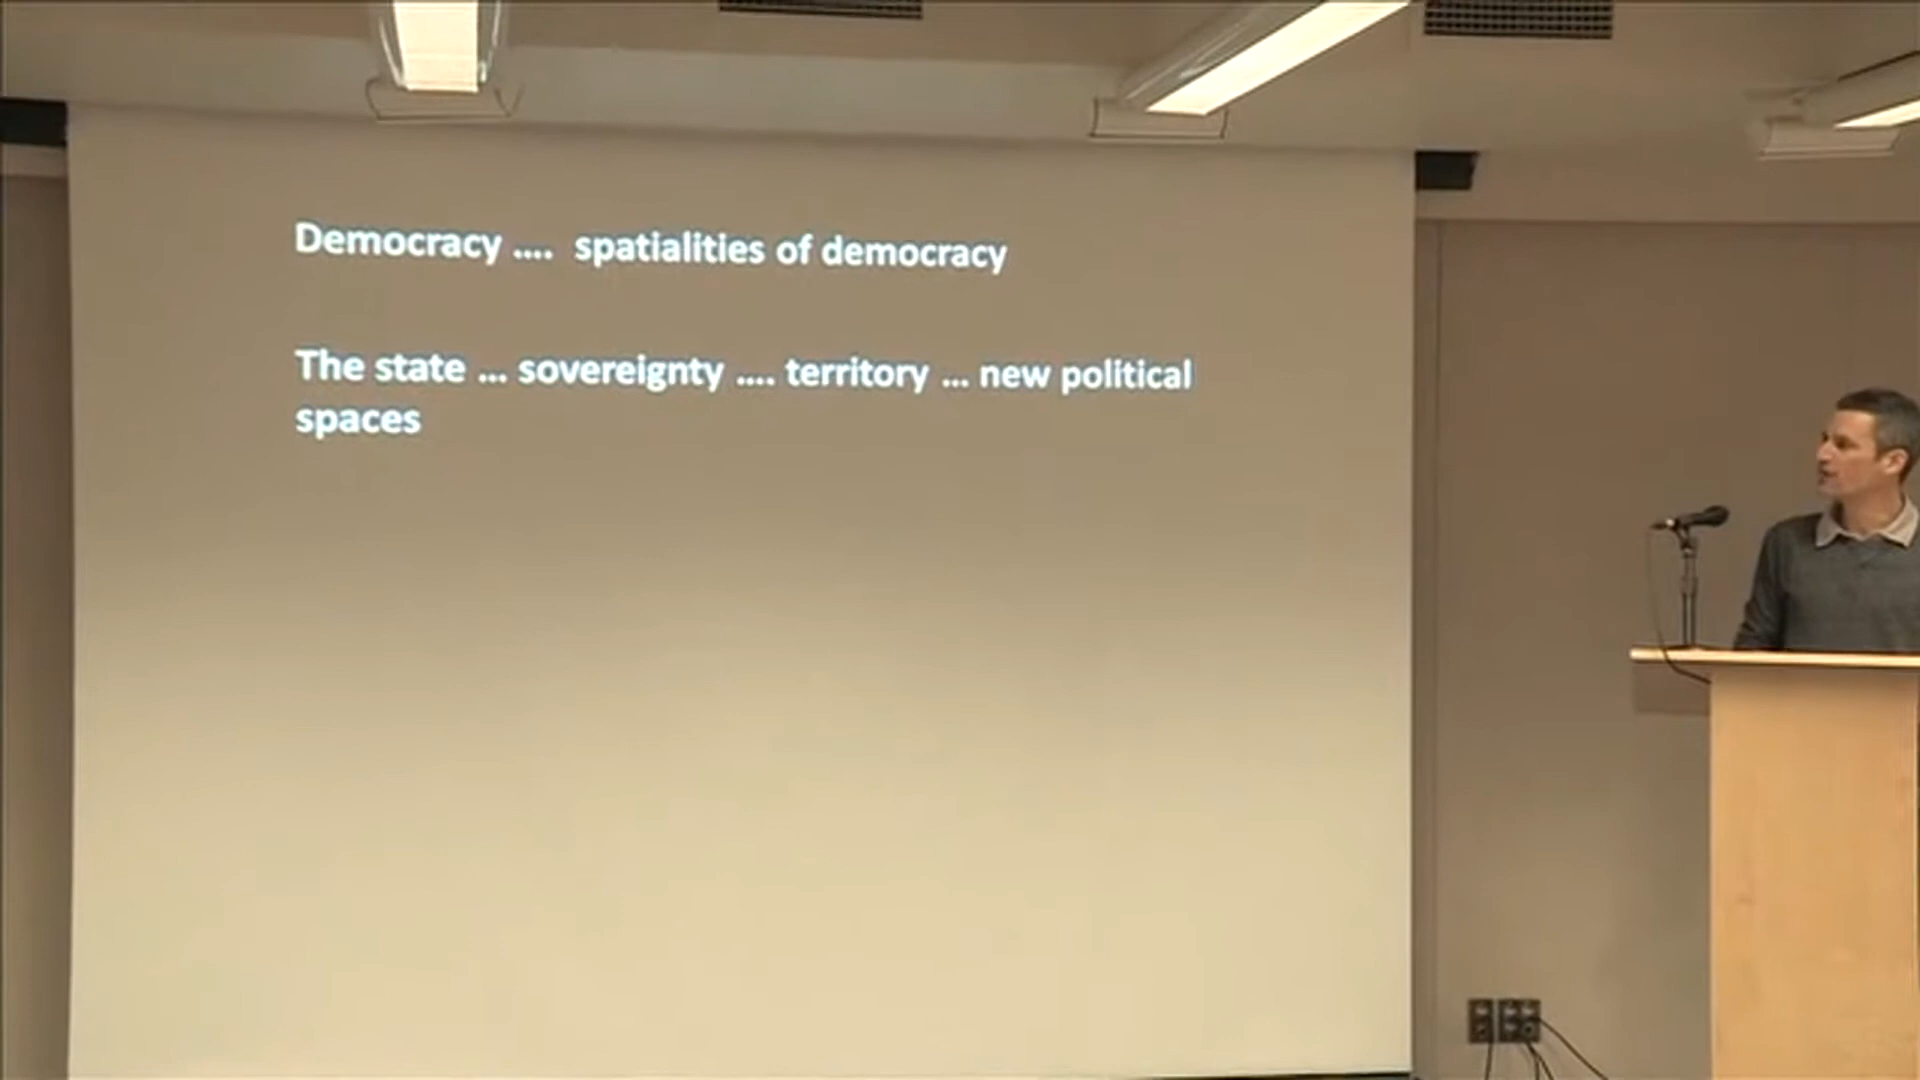 Democracy .... spatialities of democracy
The state ... sovereignty .... territory ... new political
spaces